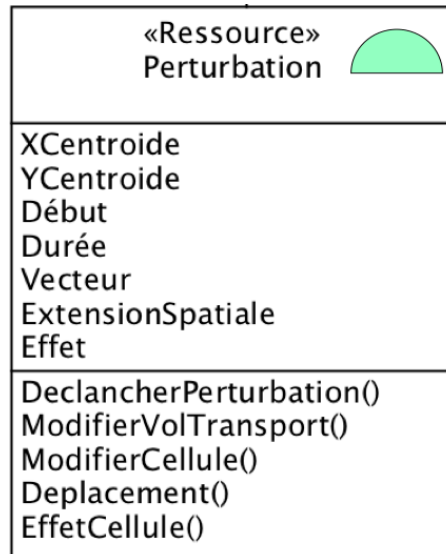 «Ressource»
Perturbation
XCentroide
YCentroide
Début
Durée
Vecteur
ExtensionSpatiale
Effet
DeclancherPerturbation()
ModifierVolTransport()
ModifierCellule()
Deplacement()
EffetCellule()